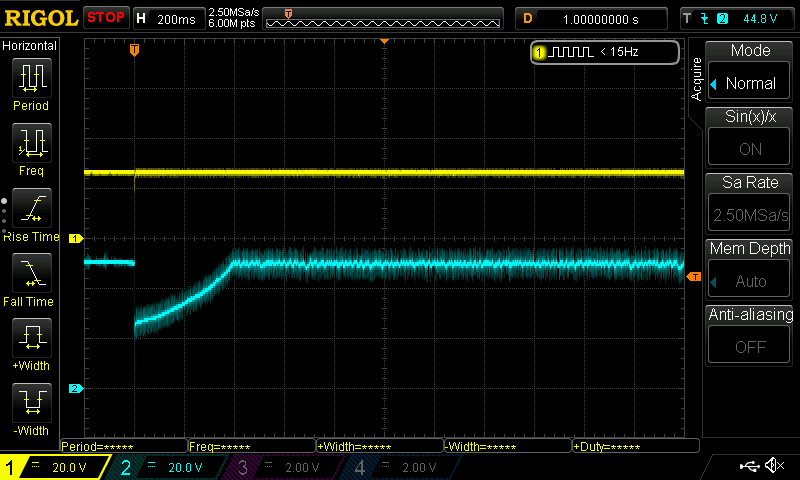 RIGOL STOP H 200ms 2.50MSa/s 6.00M pts T D 1.00000000 s T 2 44.8 V
Horizontal
T
1 < 15Hz
Period
Freq
Rise Time
Fall Time
+Width
-Width
1
2
T
Acquire
Mode
Normal
Sin(x)/x
ON
Sa Rate
2.50MSa/s
Mem Depth
Auto
Anti-aliasing
OFF
Period=***** Freq=***** +Width=***** -Width=***** +Duty=*****
1 20.0 V 2 20.0 V 3 2.00 V 4 2.00 V